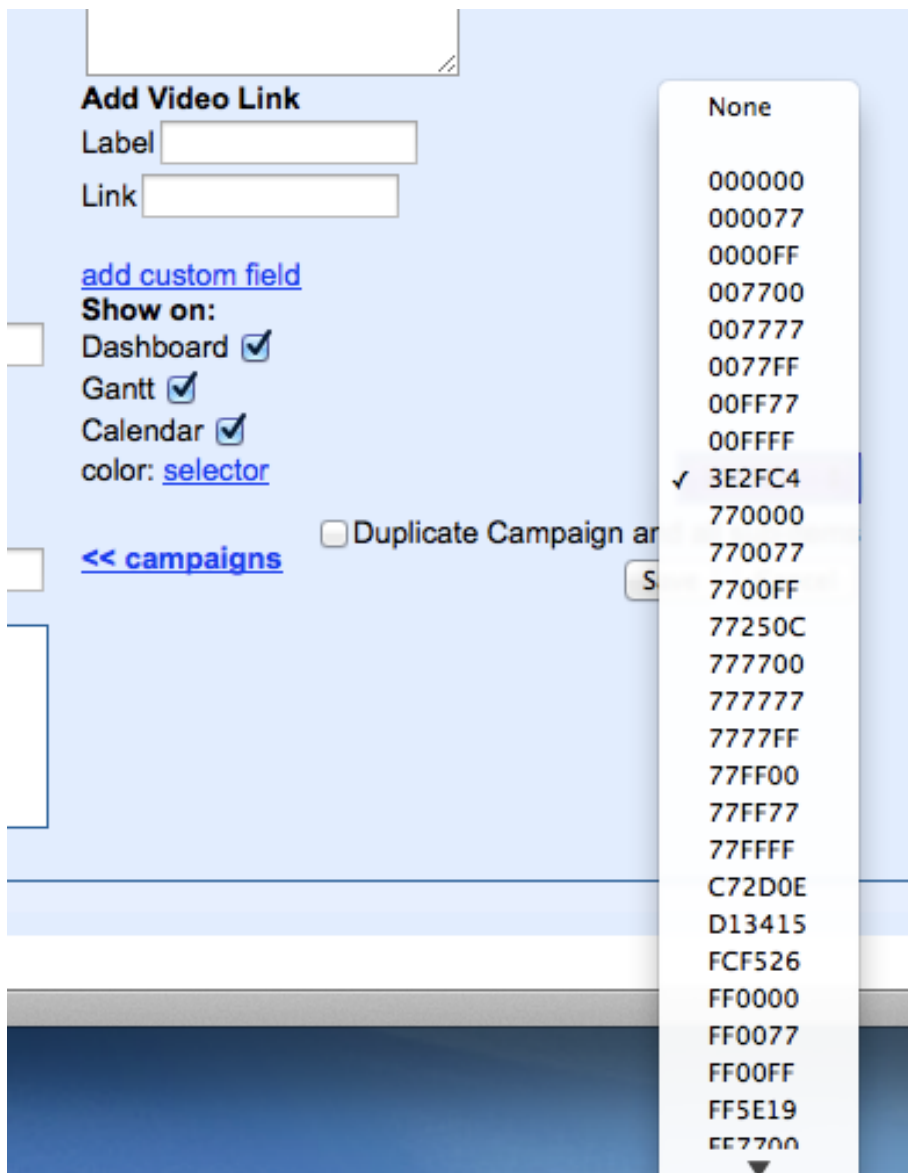 Add Video Link
Label
Link
add custom field
Show on:
Dashboard
Gantt
Calendar
color: selector
<< campaigns
Duplicate Campaign
None
000000
000077
0000FF
007700
007777
0077FF
00FF77
00FFFF
✓ 3E2FC4
770000
770077
7700FF
77250C
777700
777777
7777FF
77FF00
77FF77
77FFFF
C72D0E
D13415
FCF526
FF0000
FF0077
FF00FF
FF5E19
FF7700